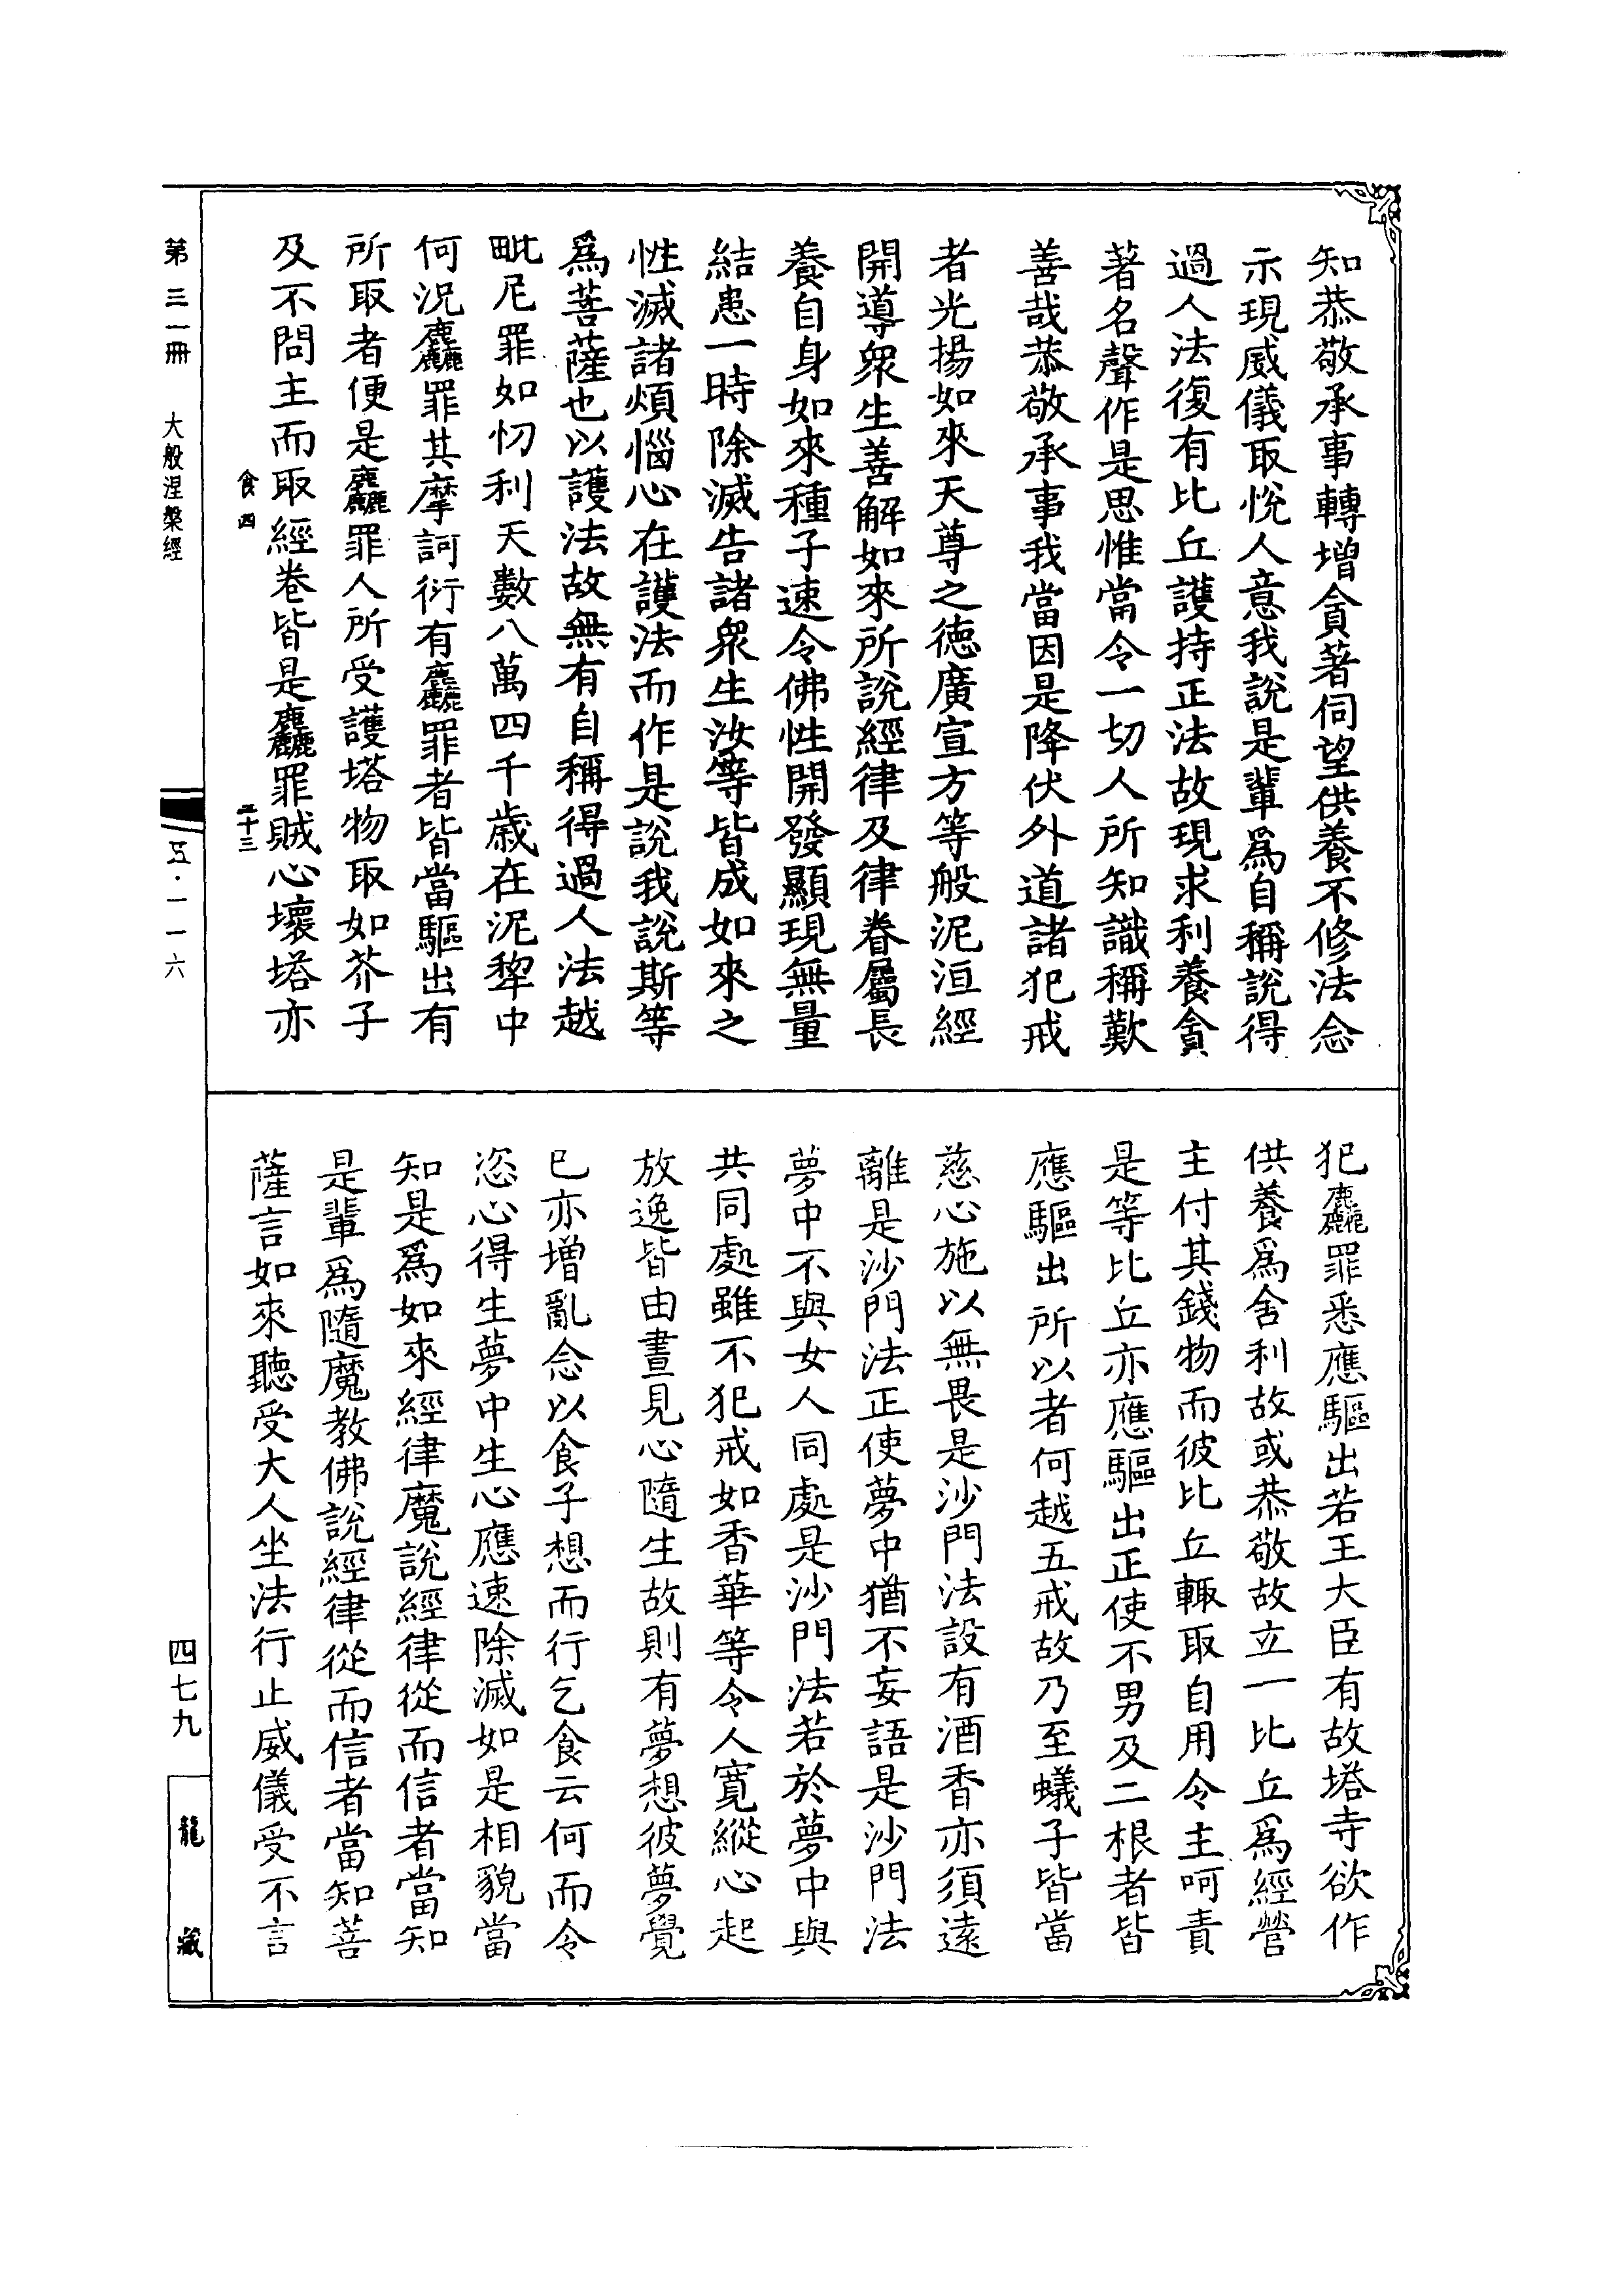 知恭敬承事轉增貪著伺望供養不修法念
示現威儀取悅人意我說是輩為自稱說得
過人法復有比丘護持正法故現求利養貪
著名聲作是思惟當令一切人所知識稱歎
善哉恭敬承事我當因是降伏外道諸犯戒
者光揚如來天尊之德廣宣方等般泥洹經
開導眾生善解如來所說經律及律眷屬長
養自身如來種子速令佛性開發顯現無量
結患一時除滅告諸眾生汝等皆成如來之
性滅諸煩惱心在護法而作是說我說斯等
為菩薩也以護法故無有自稱得過人法越
毗尼罪如忉利天數八萬四千歲在泥犁中
何況麤罪其摩訶衍有麤罪者皆當驅出有
所取者便是麤罪人所受護塔物取如芥子
及不問主而取經卷皆是麤罪賊心壞塔亦
食四 二十三
犯麤罪悉應驅出若王大臣有故塔寺欲作
供養為舍利故或恭敬故立一比丘為經營
主付其錢物而彼比丘輒取自用令主呵責
是等比丘亦應驅出正使不男及二根者皆
應驅出所以者何越五戒故乃至蟻子皆當
慈心施以無畏是沙門法設有酒香亦須遠
離是沙門法正使夢中猶不妄語是沙門法
夢中不與女人同處是沙門法若於夢中與
共同處雖不犯戒如香華等令人寬縱心起
放逸皆由晝見心隨生故則有夢想彼夢覺
已亦增亂念以食子想而行乞食云何而令
恣心得生夢中生心應速除滅如是相貌當
知是為如來經律魔說經律從而信者當知
是輩為隨魔教佛說經律從而信者當知菩
薩言如來聽受大人坐法行止威儀受不言
第三一冊 大般涅槃經 五·一一六 四七九 龍藏